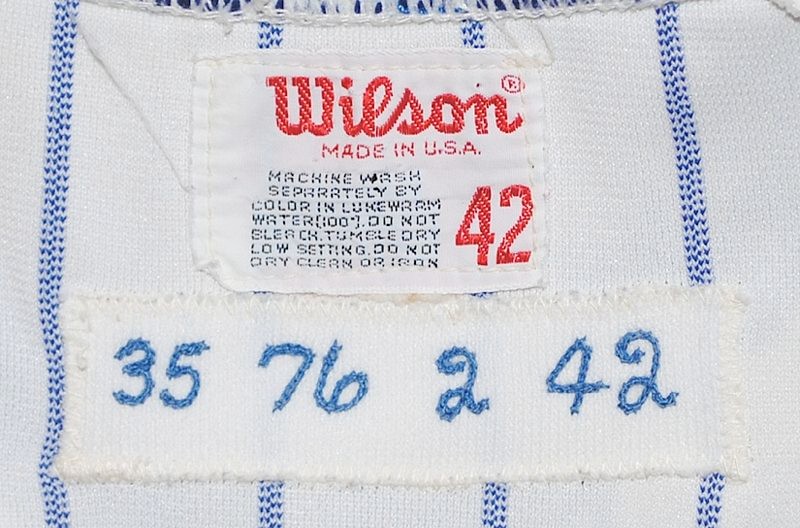 Wilson®
MADE IN U.S.A.
MACHINE WASH
SEPARATELY BY
COLOR IN LUKEWARM
WATER(100°).DO NOT
BLEACH.TUMBLE DRY
LOW SETTING.DO NOT
DRY CLEAN OR IRON
42
35 76 2 42